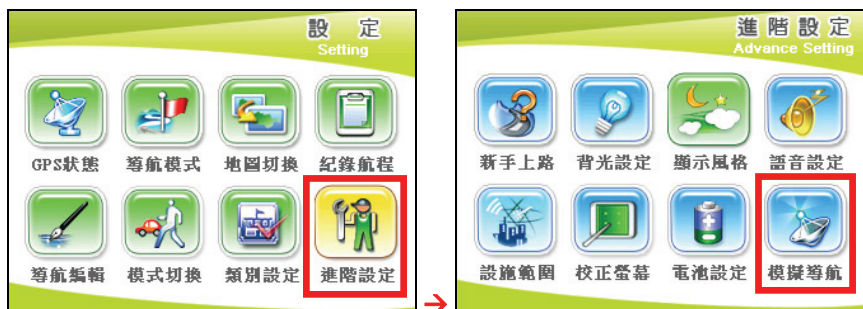 設 定
Setting
GPS狀態 導航模式 地圖切換 紀錄航程
導航編輯 模式切換 類別設定 進階設定
→
進 階 設 定
Advance Setting
新手上路 背光設定 顯示風格 語音設定
設施範圍 校正螢幕 電池設定 模擬導航